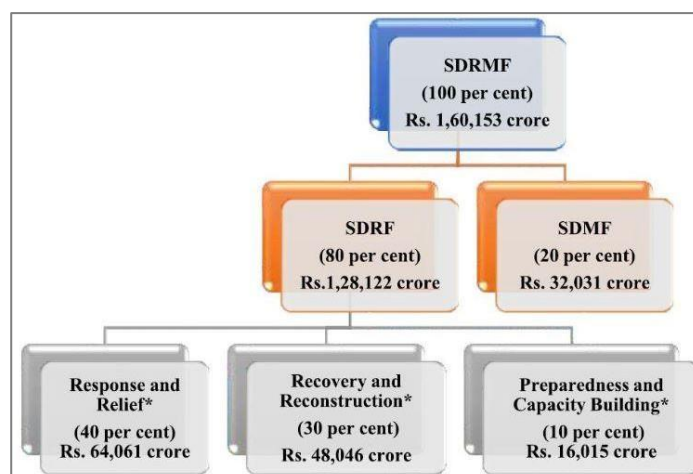 SDRMF
(100 per cent)
Rs. 1,60,153 crore
SDRF
(80 per cent)
Rs.1,28,122 crore
SDMF
(20 per cent)
Rs. 32,031 crore
Response and
Relief*
(40 per cent)
Rs. 64,061 crore
Recovery and
Reconstruction*
(30 per cent)
Rs. 48,046 crore
Preparedness and
Capacity Building*
(10 per cent)
Rs. 16,015 crore